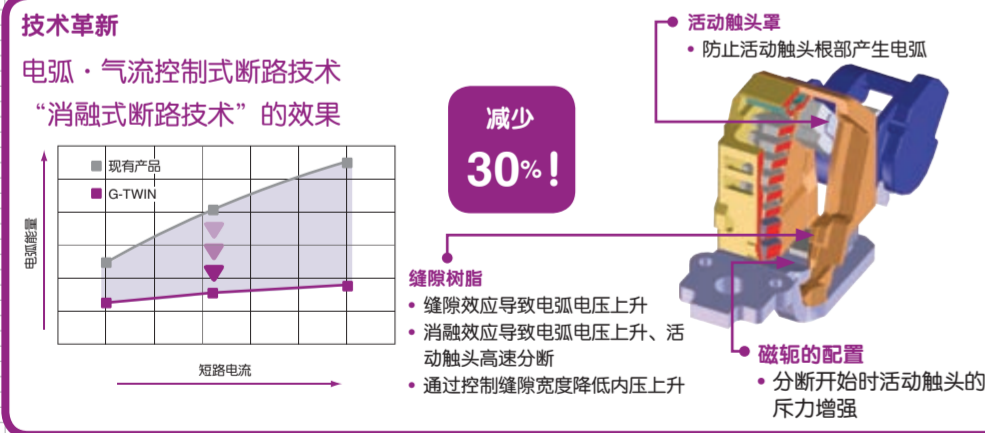 技术革新
电弧・气流控制式断路技术
“消融式断路技术”的效果
现有产品
G-TWIN
电弧能量
短路电流
减少
30%!
活动触头罩
• 防止活动触头根部产生电弧
缝隙树脂
• 缝隙效应导致电弧电压上升
• 消融效应导致电弧电压上升、活
动触头高速分断
• 通过控制缝隙宽度降低内压上升
磁轭的配置
• 分断开始时活动触头的
斥力增强